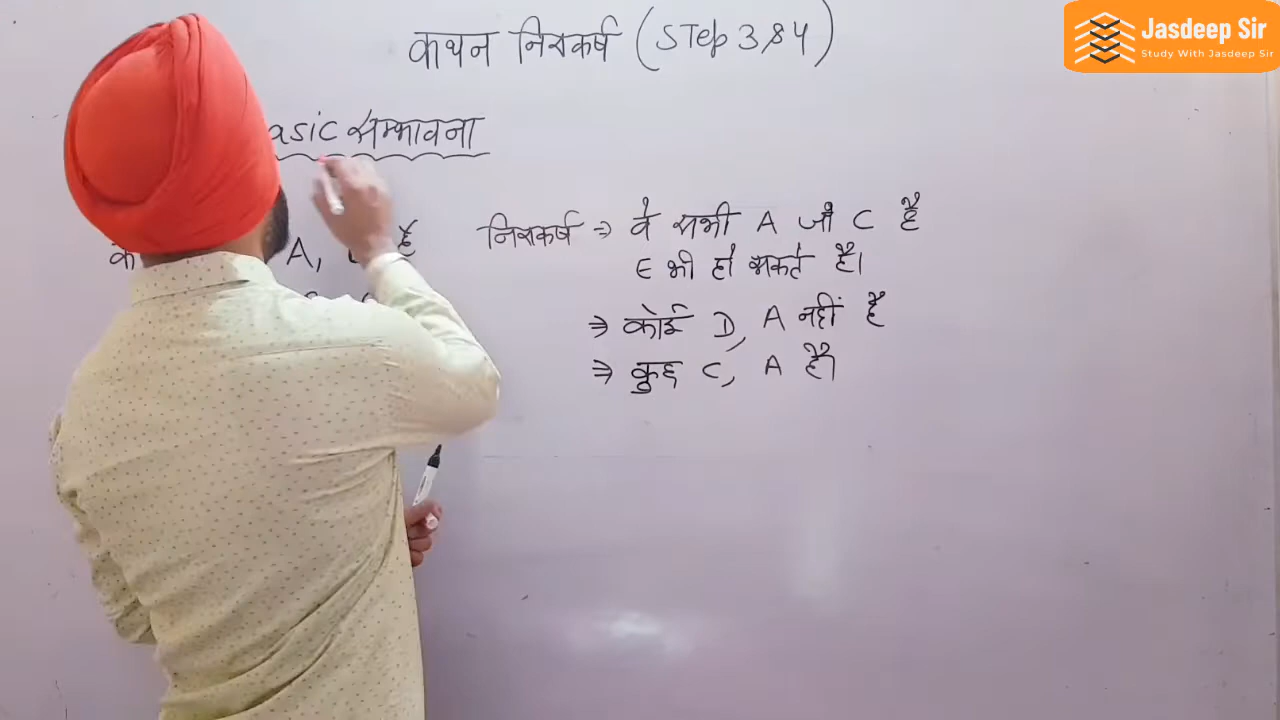 Jasdeep Sir
Study With Jasdeep Sir
कथन निष्कर्ष (STep 3 & 4)
asic सम्भावना
निष्कर्ष ⇒ वे सभी A जो C है
E भी हो सकते है।
A, है
⇒ कोई D, A नहीं है
⇒ कुछ C, A है।